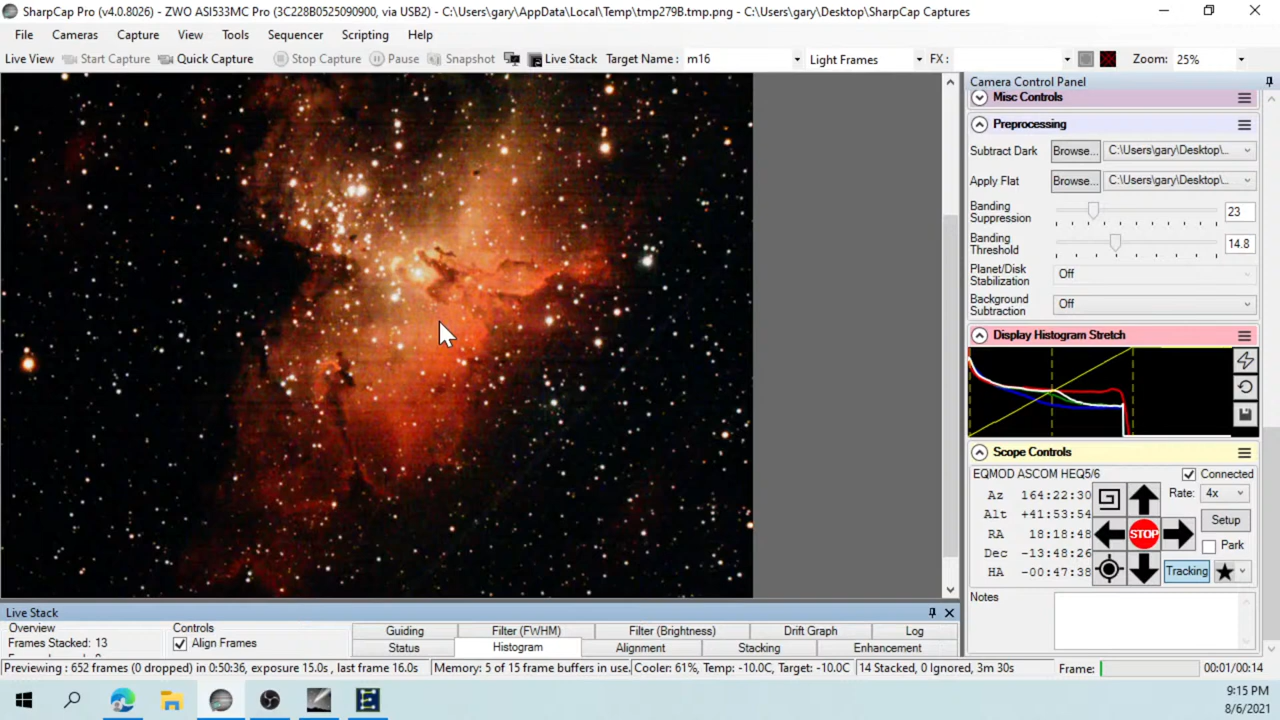 SharpCap Pro (v4.0.8026) - ZWO ASI533MC Pro (3C228B0525090900, via USB2) - C:\Users\gary\AppData\Local\Temp\tmp279B.tmp.png - C:\Users\gary\Desktop\SharpCap Captures
File Cameras Capture View Tools Sequencer Scripting Help
Live View Start Capture Quick Capture Stop Capture Pause Snapshot Live Stack Target Name : m16 Light Frames FX : Zoom: 25%
Camera Control Panel
Misc Controls
Preprocessing
Subtract Dark Browse... C:\Users\gary\Desktop\...
Apply Flat Browse... C:\Users\gary\Desktop\...
Banding
Suppression 23
Banding
Threshold 14.8
Planet/Disk
Stabilization Off
Background
Subtraction Off
Display Histogram Stretch
Scope Controls
EQMOD ASCOM HEQ5/6 Connected
Az 164:22:30 Rate: 4x
Alt +41:53:54
RA 18:18:48 STOP Setup
Dec -13:48:26 Park
HA -00:47:38 Tracking
Notes
Live Stack
Overview Controls
Frames Stacked: 13 Align Frames
Guiding Filter (FWHM) Filter (Brightness) Drift Graph Log
Status Histogram Alignment Stacking Enhancement
Previewing : 652 frames (0 dropped) in 0:50:36, exposure 15.0s , last frame 16.0s Memory: 5 of 15 frame buffers in use. Cooler: 61%, Temp: -10.0C, Target: -10.0C 14 Stacked, 0 Ignored, 3m 30s Frame: 00:01/00:14
9:15 PM
8/6/2021